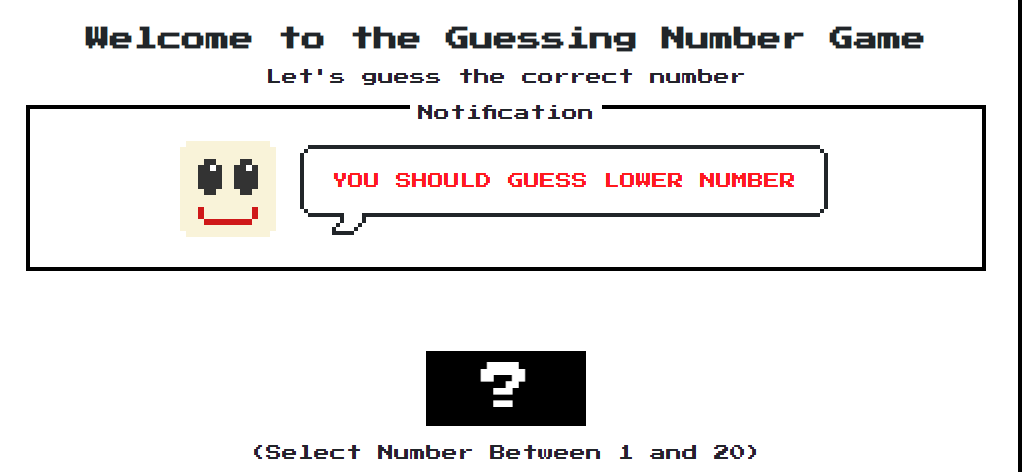 Welcome to the Guessing Number Game
Let's guess the correct number
Notification
YOU SHOULD GUESS LOWER NUMBER
?
(Select Number Between 1 and 20)